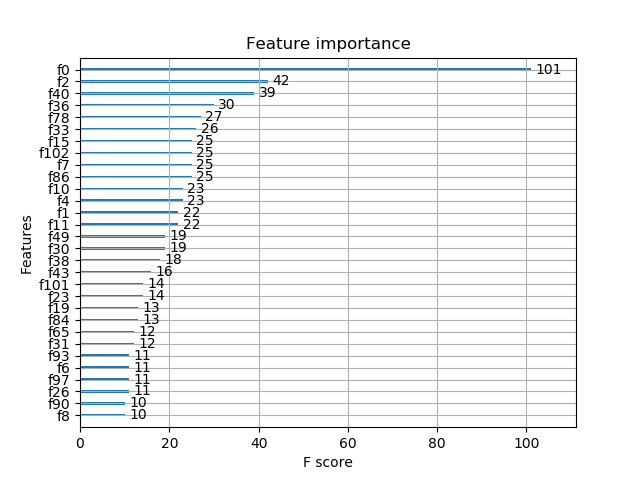 Feature importance
f0 101
f2 42
f40 39
f36 30
f78 27
f33 26
f15 25
f102 25
f7 25
f86 25
f10 23
f4 23
f1 22
f11 22
f49 19
f30 19
f38 18
f43 16
f101 14
f23 14
f19 13
f84 13
f65 12
f31 12
f93 11
f6 11
f97 11
f26 11
f90 10
f8 10
Features
0 20 40 60 80 100
F score